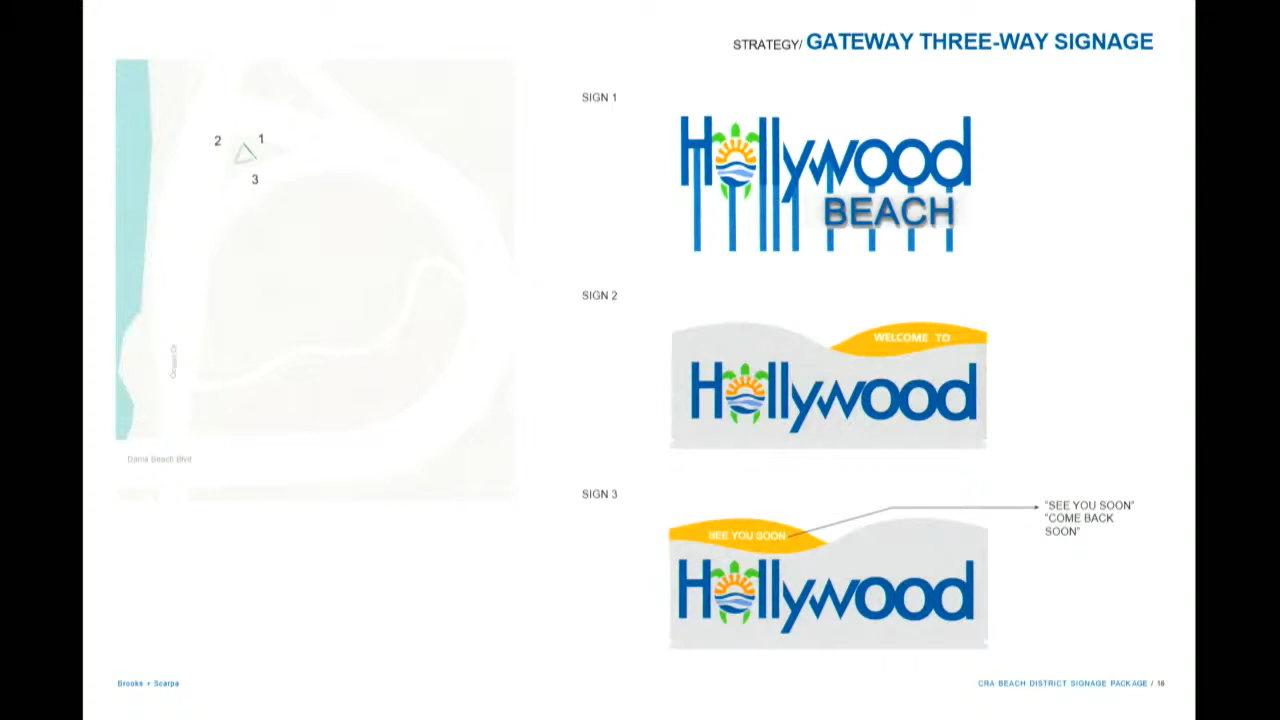 STRATEGY/ GATEWAY THREE-WAY SIGNAGE
SIGN 1
2
1
3
Hollywood
BEACH
SIGN 2
WELCOME TO
Hollywood
Ocean Dr
Dania Beach Blvd
SIGN 3
SEE YOU SOON
Hollywood
"SEE YOU SOON"
"COME BACK
SOON"
Brooks + Scarpa
CRA BEACH DISTRICT SIGNAGE PACKAGE / 16